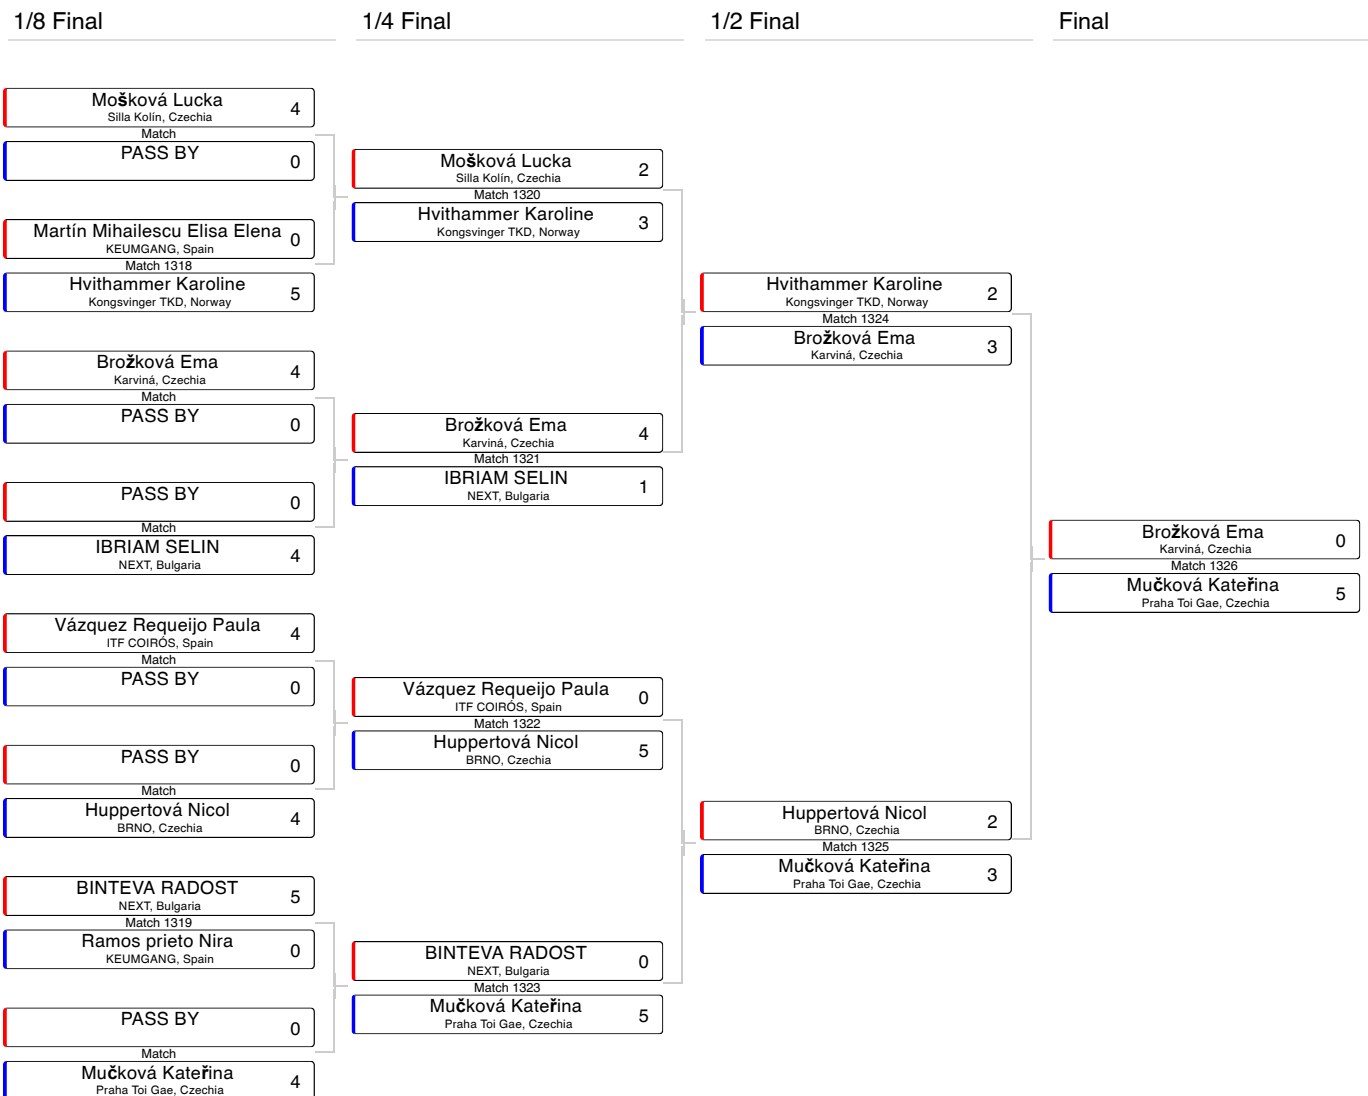 1/8 Final
1/4 Final
1/2 Final
Final
Mošková Lucka 4
Silla Kolín, Czechia
Match
PASS BY 0
Martín Mihailescu Elisa Elena 0
KEUMGANG, Spain
Match 1318
Hvithammer Karoline 5
Kongsvinger TKD, Norway
Brožková Ema 4
Karviná, Czechia
Match
PASS BY 0
PASS BY 0
Match
IBRIAM SELIN 4
NEXT, Bulgaria
Vázquez Requeijo Paula 4
ITF COIRÓS, Spain
Match
PASS BY 0
PASS BY 0
Match
Huppertová Nicol 4
BRNO, Czechia
BINTEVA RADOST 5
NEXT, Bulgaria
Match 1319
Ramos prieto Nira 0
KEUMGANG, Spain
PASS BY 0
Match
Mučková Kateřina 4
Praha Toi Gae, Czechia
Mošková Lucka 2
Silla Kolín, Czechia
Match 1320
Hvithammer Karoline 3
Kongsvinger TKD, Norway
Brožková Ema 4
Karviná, Czechia
Match 1321
IBRIAM SELIN 1
NEXT, Bulgaria
Vázquez Requeijo Paula 0
ITF COIRÓS, Spain
Match 1322
Huppertová Nicol 5
BRNO, Czechia
BINTEVA RADOST 0
NEXT, Bulgaria
Match 1323
Mučková Kateřina 5
Praha Toi Gae, Czechia
Hvithammer Karoline 2
Kongsvinger TKD, Norway
Match 1324
Brožková Ema 3
Karviná, Czechia
Huppertová Nicol 2
BRNO, Czechia
Match 1325
Mučková Kateřina 3
Praha Toi Gae, Czechia
Brožková Ema 0
Karviná, Czechia
Match 1326
Mučková Kateřina 5
Praha Toi Gae, Czechia